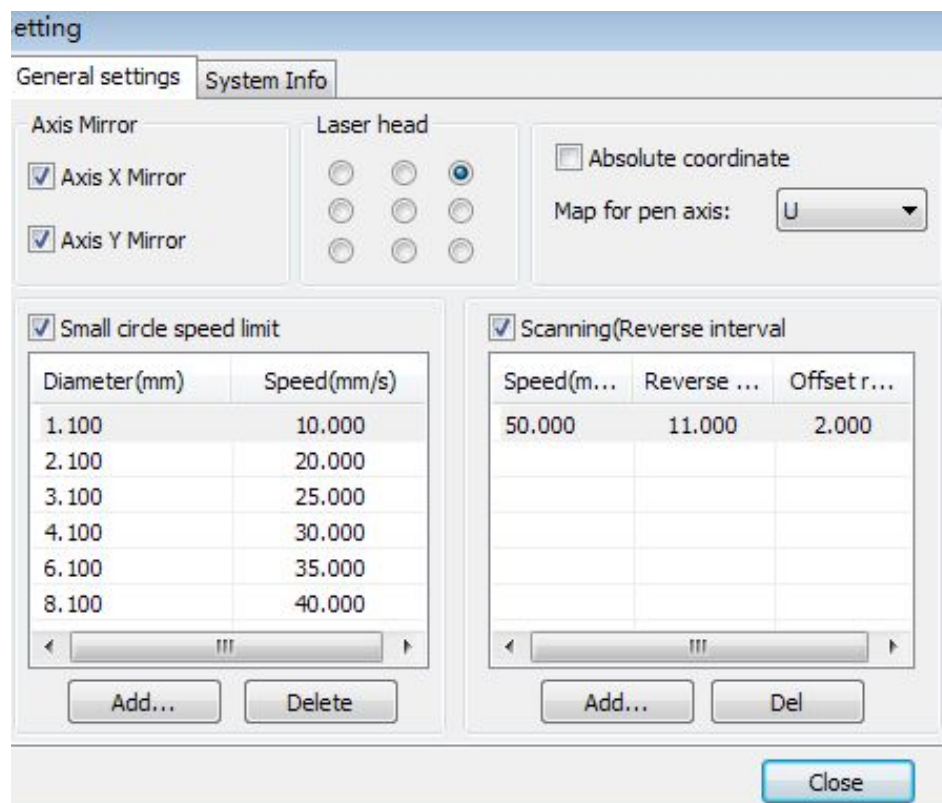 etting
General settings System Info
Axis Mirror
Axis X Mirror
Axis Y Mirror
Laser head
Absolute coordinate
Map for pen axis: U
Small circle speed limit
Diameter(mm) Speed(mm/s)
1.100 10.000
2.100 20.000
3.100 25.000
4.100 30.000
6.100 35.000
8.100 40.000
Add... Delete
Scanning(Reverse interval
Speed(m... Reverse ... Offset r...
50.000 11.000 2.000
Add... Del
Close